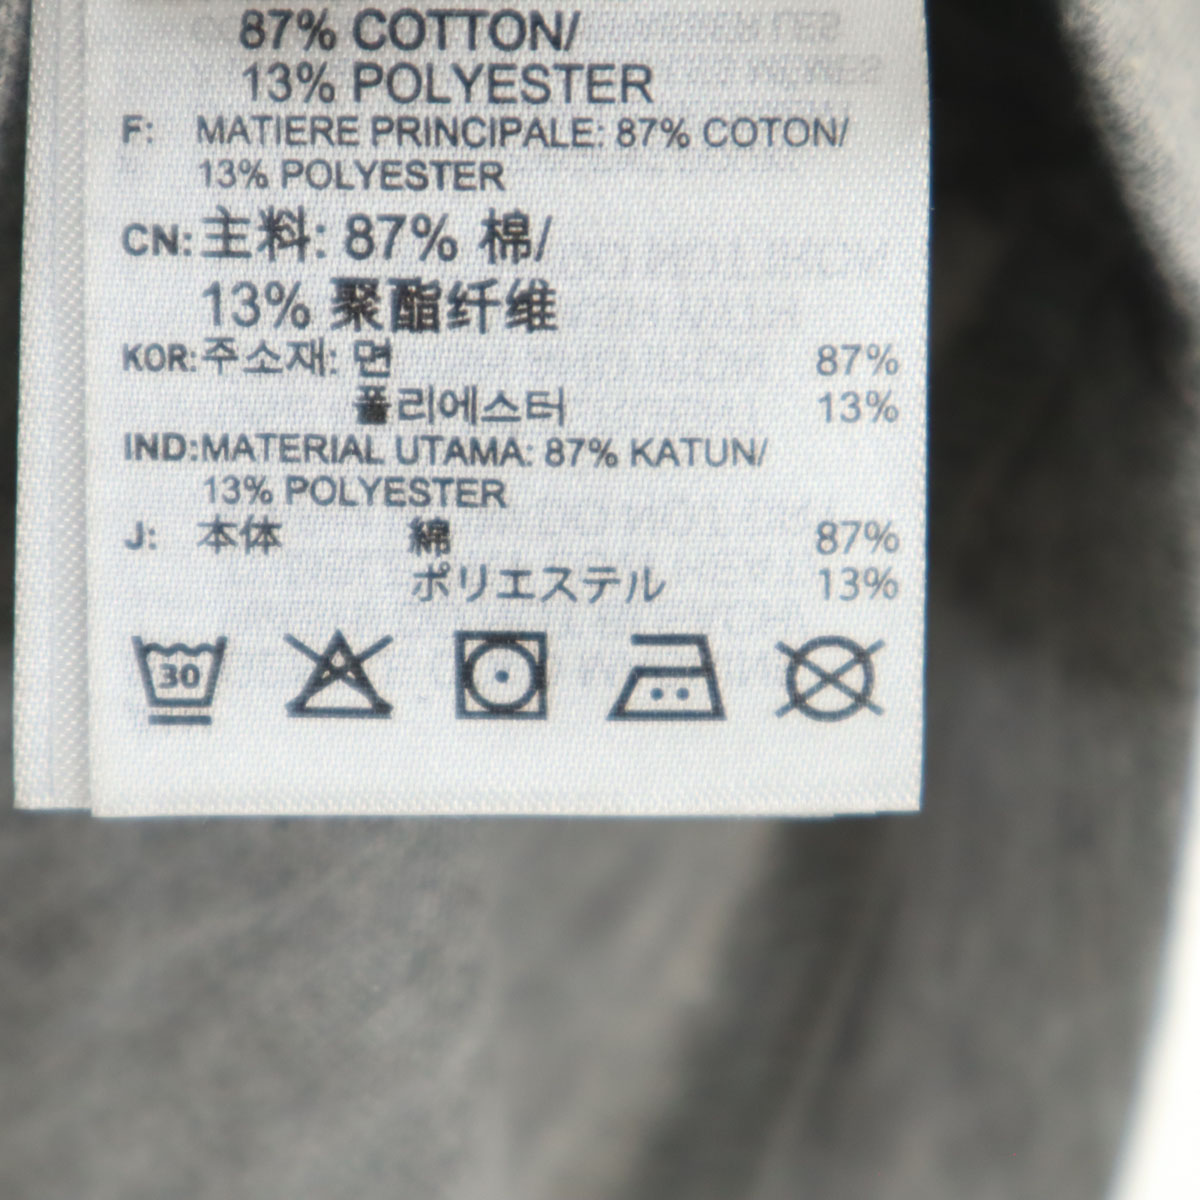 87% COTTON/
13% POLYESTER
F: MATIERE PRINCIPALE: 87% COTON/
13% POLYESTER
CN: 主料: 87% 棉/
13% 聚酯纤维
KOR: 주소재: 면 87%
폴리에스터 13%
IND: MATERIAL UTAMA: 87% KATUN/
13% POLYESTER
J: 本体 綿 87%
ポリエステル 13%
30